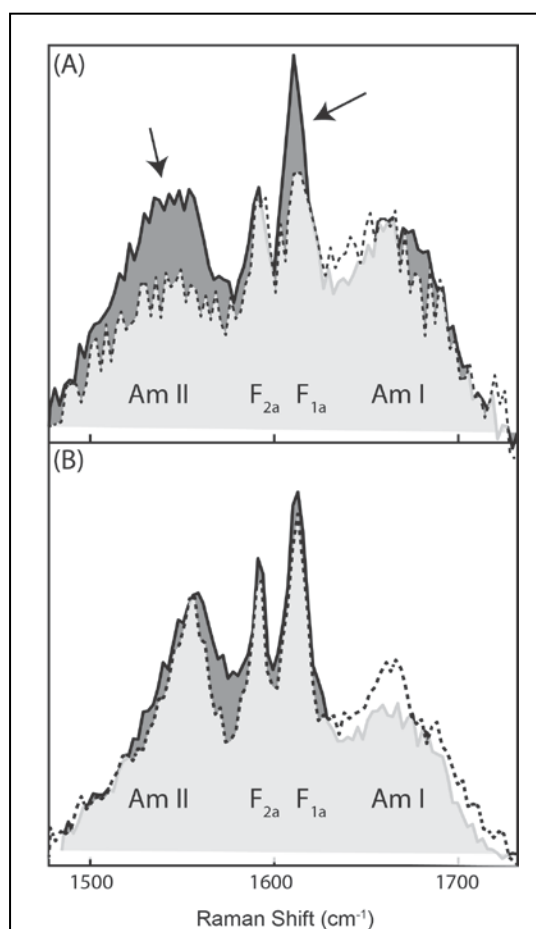 (A)
Am II F2a F1a Am I
(B)
Am II F2a F1a Am I
1500 1600 1700
Raman Shift (cm-1)